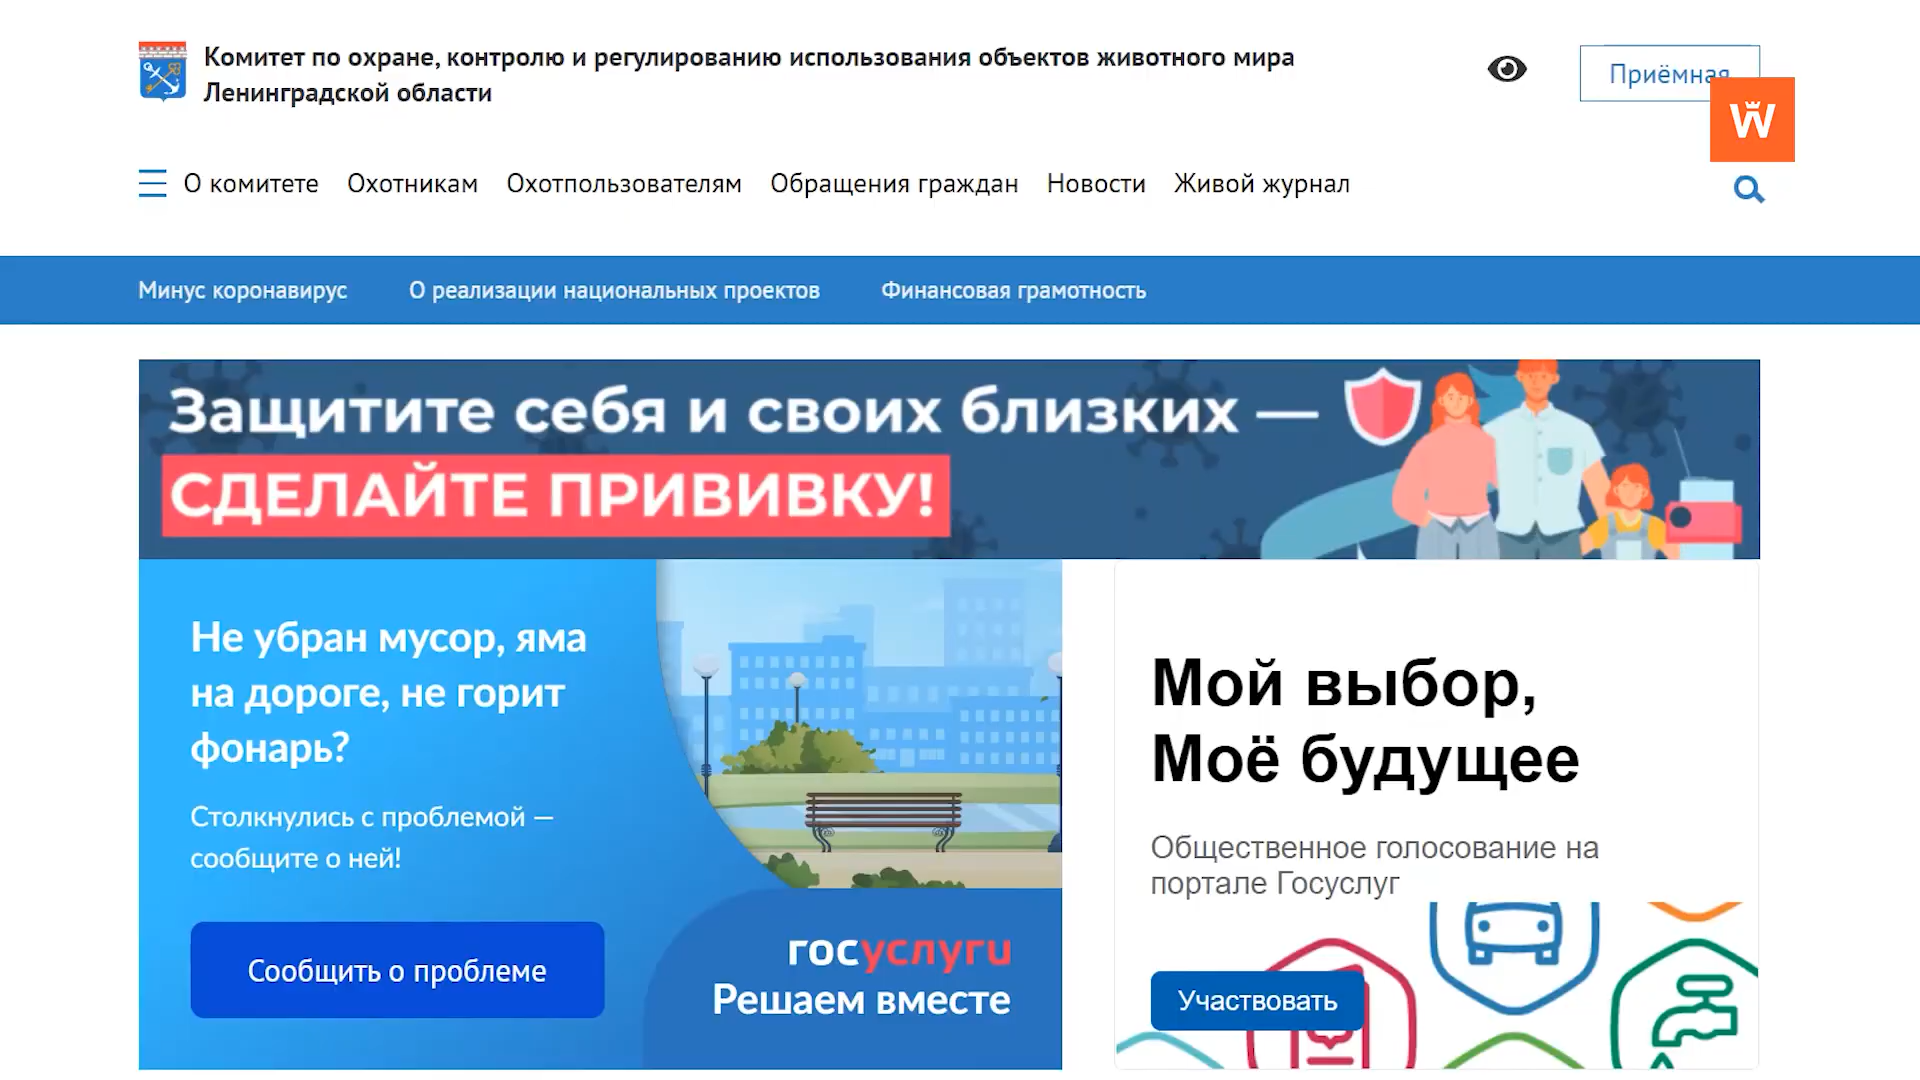 Комитет по охране, контролю и регулированию использования объектов животного мира
Ленинградской области
Приёмная
W
О комитете Охотникам Охотпользователям Обращения граждан Новости Живой журнал
Минус коронавирус О реализации национальных проектов Финансовая грамотность
Защитите себя и своих близких —
СДЕЛАЙТЕ ПРИВИВКУ!
Не убран мусор, яма
на дороге, не горит
фонарь?
Столкнулись с проблемой —
сообщите о ней!
Сообщить о проблеме
госуслуги
Решаем вместе
Мой выбор,
Моё будущее
Общественное голосование на
портале Госуслуг
Участвовать